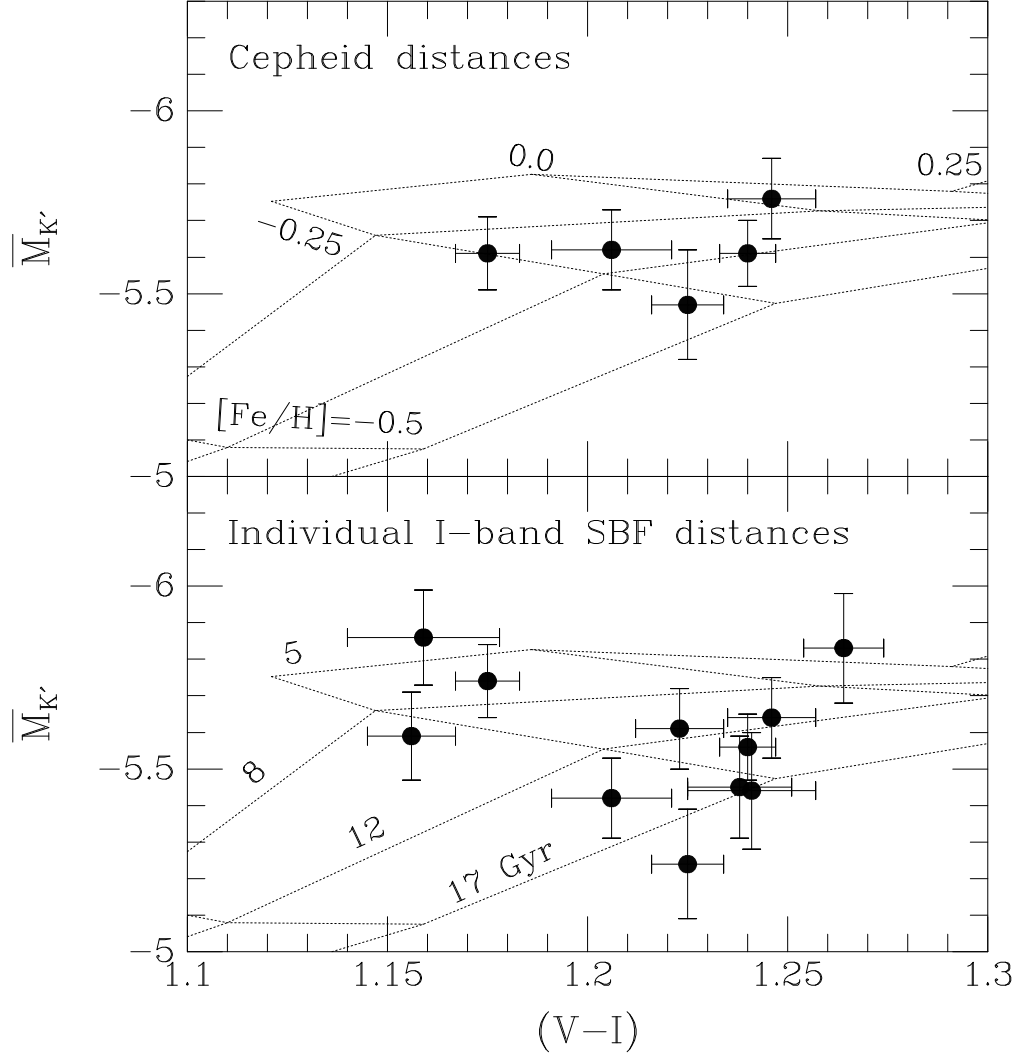 Cepheid distances
−6
0.0
0.25
−0.25
M̅K′
−5.5
[Fe/H]=−0.5
−5
Individual I−band SBF distances
−6
5
M̅K′
8
−5.5
12
17 Gyr
−5
1.1 1.15 1.2 1.25 1.3
(V−I)